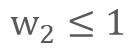 w₂ ≤ 1